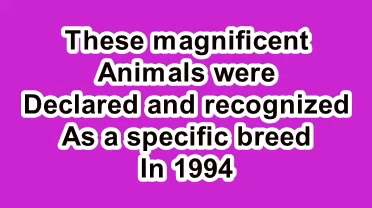 These magnificent
Animals were
Declared and recognized
As a specific breed
In 1994